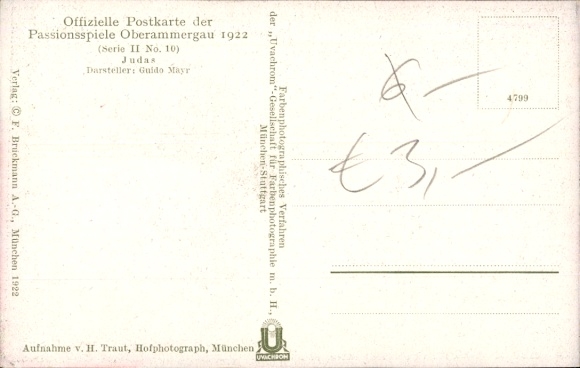 Offizielle Postkarte der
Passionsspiele Oberammergau 1922
(Serie II No. 10)
Judas
Darsteller: Guido Mayr
Verlag: © F. Bruckmann A.-G., München 1922
Aufnahme v. H. Traut, Hofphotograph, München
Farbenphotographisches Verfahren
der „Uvachrom"-Gesellschaft für Farbenphotographie m. b. H.,
München-Stuttgart
UVACHROM
4799
€ 3,—